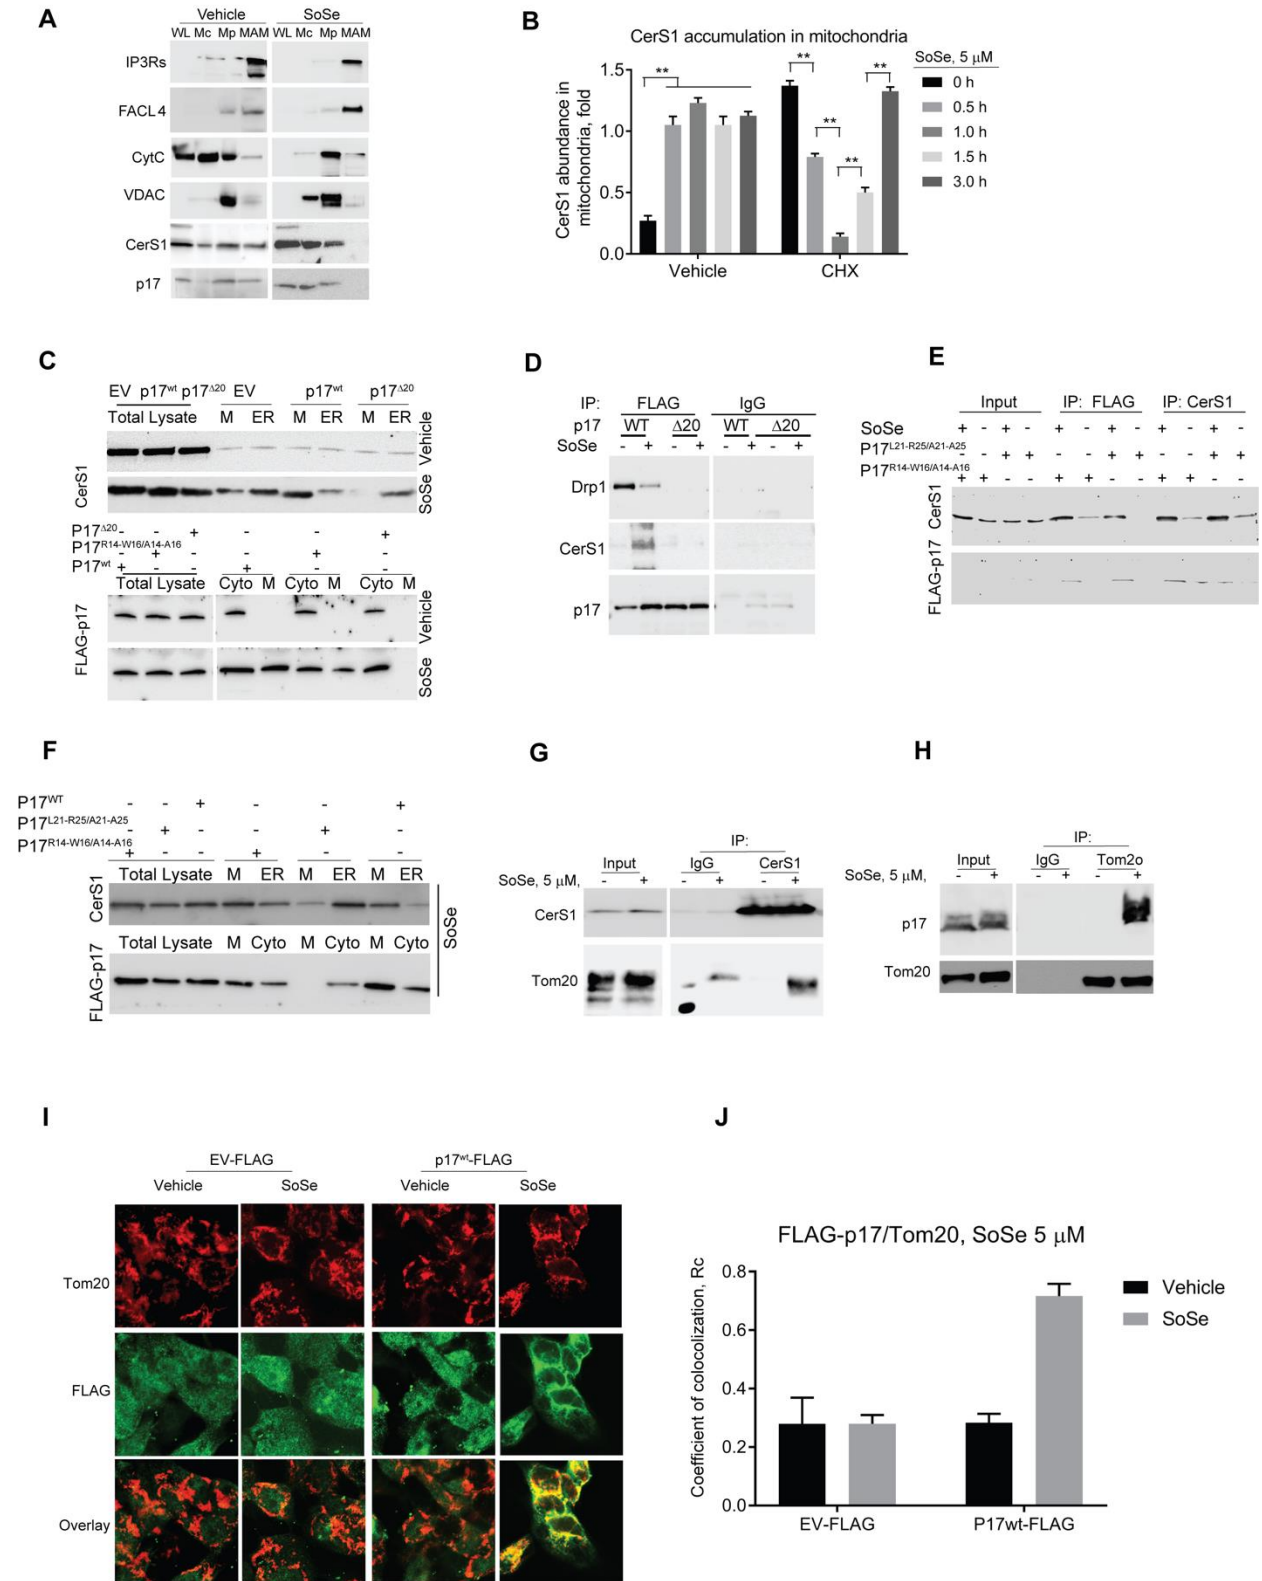 A
Vehicle SoSe
WL Mc Mp MAM WL Mc Mp MAM
IP3Rs
FACL4
CytC
VDAC
CerS1
p17
B
CerS1 accumulation in mitochondria
SoSe, 5 μM
0 h
0.5 h
1.0 h
1.5 h
3.0 h
CerS1 abundance in
mitochondria, fold
1.5
1.0
0.5
0.0
** ** ** ** **
Vehicle CHX
C
EV p17wt p17Δ20 EV p17wt p17Δ20
Total Lysate M ER M ER M ER
CerS1
Vehicle
SoSe
P17Δ20 - - + - - +
P17R14-W16/A14-A16 - + - - + -
P17wt + - - + - -
Total Lysate Cyto M Cyto M Cyto M
FLAG-p17
Vehicle
SoSe
D
IP: FLAG IgG
p17 WT Δ20 WT Δ20
SoSe - + - + - + - +
Drp1
CerS1
p17
E
Input IP: FLAG IP: CerS1
SoSe + - + - + - + - + - + -
P17L21-R25/A21-A25 - - + + - - + + - - + +
P17R14-W16/A14-A16 + + - - + + - - + + - -
CerS1
FLAG-p17
F
P17WT - - + - - +
P17L21-R25/A21-A25 - + - - + -
P17R14-W16/A14-A16 + - - + - -
Total Lysate M ER M ER M ER
CerS1
Total Lysate M Cyto M Cyto M Cyto
FLAG-p17
SoSe
G
IP:
Input IgG CerS1
SoSe, 5 μM, - + - + - +
CerS1
Tom20
H
IP:
Input IgG Tom2o
SoSe, 5 μM, - + - + - +
p17
Tom20
I
EV-FLAG p17wt-FLAG
Vehicle SoSe Vehicle SoSe
Tom20
FLAG
Overlay
J
FLAG-p17/Tom20, SoSe 5 μM
Coefficient of colocolization, Rc
0.8
0.6
0.4
0.2
0.0
EV-FLAG P17wt-FLAG
Vehicle
SoSe